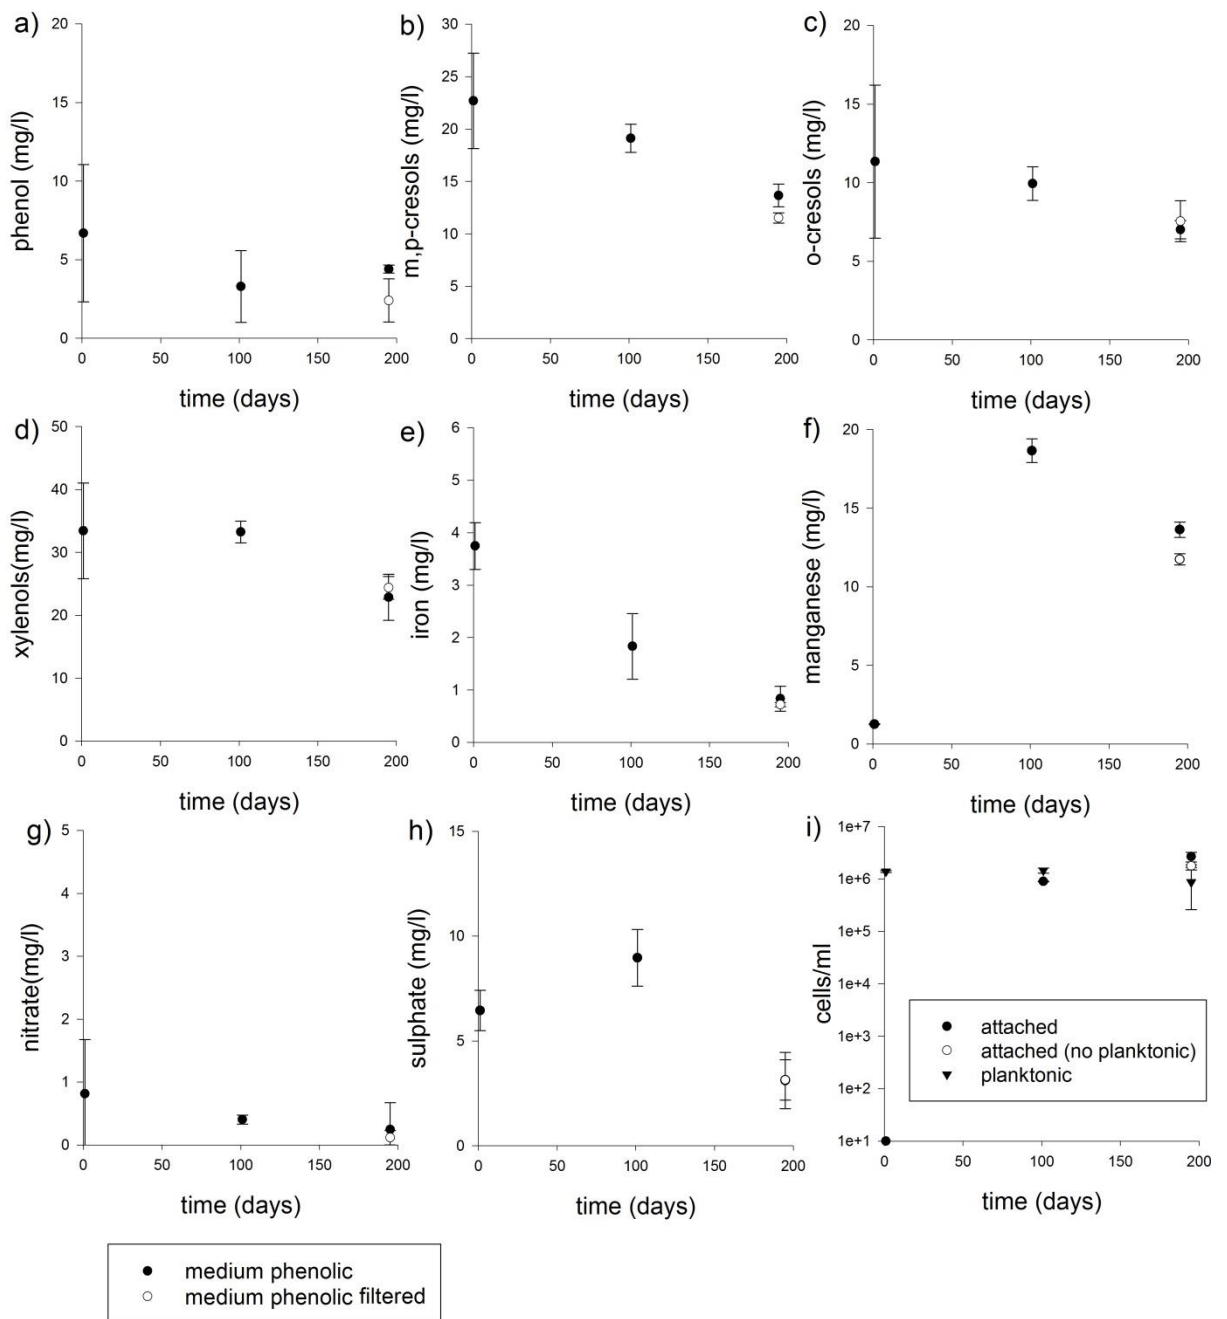 a)
20
15
10
5
0
phenol (mg/l)
0 50 100 150 200
time (days)
b)
30
25
20
15
10
5
0
m,p-cresols (mg/l)
0 50 100 150 200
time (days)
c)
20
15
10
5
0
o-cresols (mg/l)
0 50 100 150 200
time (days)
d)
50
40
30
20
10
0
xylenols(mg/l)
0 50 100 150 200
time (days)
e)
6
5
4
3
2
1
0
iron (mg/l)
0 50 100 150 200
time (days)
f)
20
15
10
5
0
manganese (mg/l)
0 50 100 150 200
time (days)
g)
5
4
3
2
1
0
nitrate(mg/l)
0 50 100 150 200
time (days)
h)
15
10
5
0
sulphate (mg/l)
0 50 100 150 200
time (days)
i)
1e+7
1e+6
1e+5
1e+4
1e+3
1e+2
1e+1
cells/ml
attached
attached (no planktonic)
planktonic
0 50 100 150 200
time (days)
medium phenolic
medium phenolic filtered